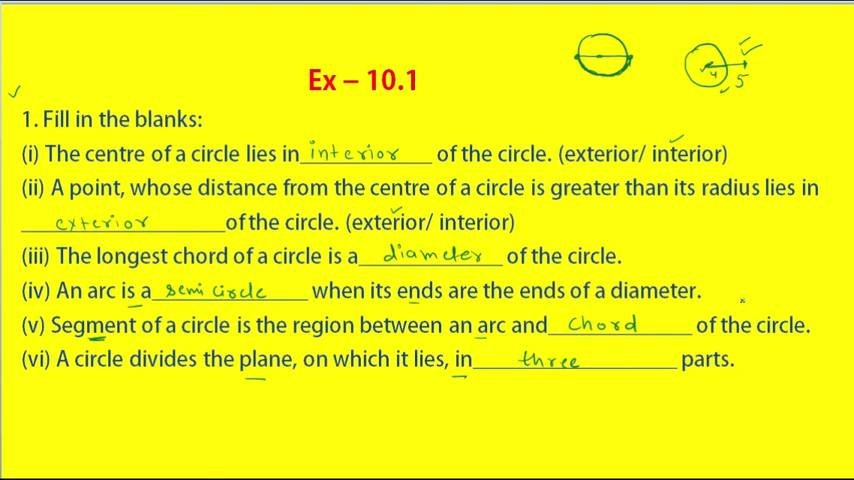 4
5
Ex – 10.1
1. Fill in the blanks:
(i) The centre of a circle lies in interior of the circle. (exterior/ interior)
(ii) A point, whose distance from the centre of a circle is greater than its radius lies in
exterior of the circle. (exterior/ interior)
(iii) The longest chord of a circle is a diameter of the circle.
(iv) An arc is a semi circle when its ends are the ends of a diameter.
(v) Segment of a circle is the region between an arc and chord of the circle.
(vi) A circle divides the plane, on which it lies, in three parts.